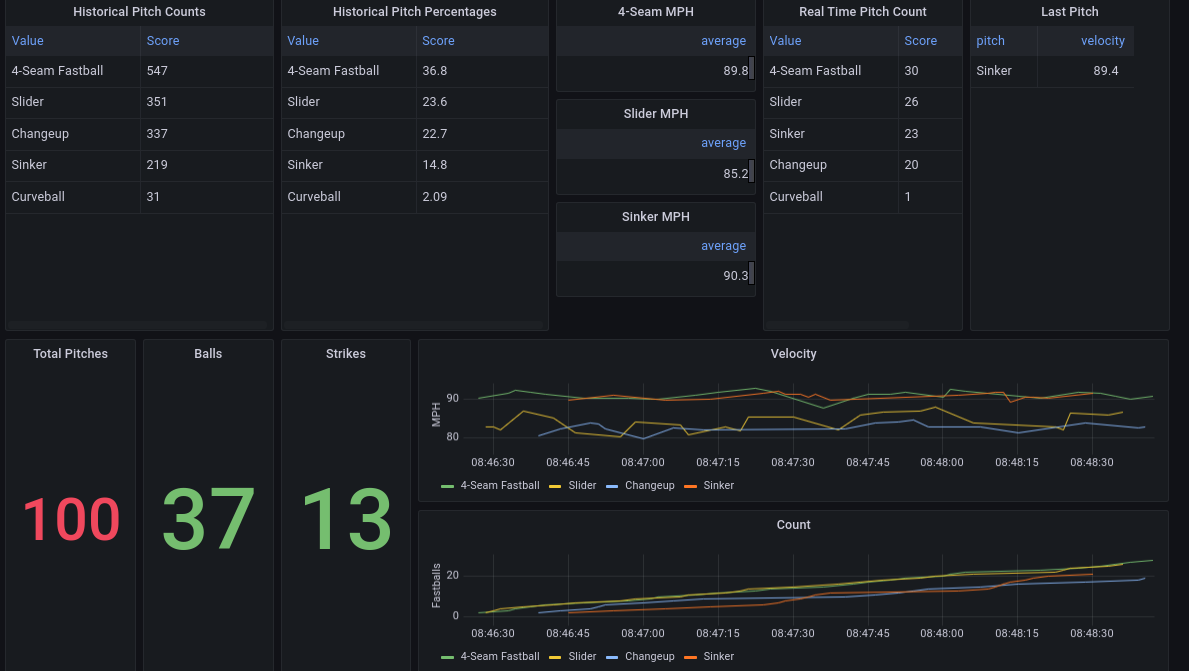 Historical Pitch Counts
Value Score
4-Seam Fastball 547
Slider 351
Changeup 337
Sinker 219
Curveball 31
Historical Pitch Percentages
Value Score
4-Seam Fastball 36.8
Slider 23.6
Changeup 22.7
Sinker 14.8
Curveball 2.09
4-Seam MPH
average
89.8
Slider MPH
average
85.2
Sinker MPH
average
90.3
Real Time Pitch Count
Value Score
4-Seam Fastball 30
Slider 26
Sinker 23
Changeup 20
Curveball 1
Last Pitch
pitch velocity
Sinker 89.4
Total Pitches
100
Balls
37
Strikes
13
Velocity
MPH
90
80
08:46:30 08:46:45 08:47:00 08:47:15 08:47:30 08:47:45 08:48:00 08:48:15 08:48:30
4-Seam Fastball Slider Changeup Sinker
Count
Fastballs
20
0
08:46:30 08:46:45 08:47:00 08:47:15 08:47:30 08:47:45 08:48:00 08:48:15 08:48:30
4-Seam Fastball Slider Changeup Sinker